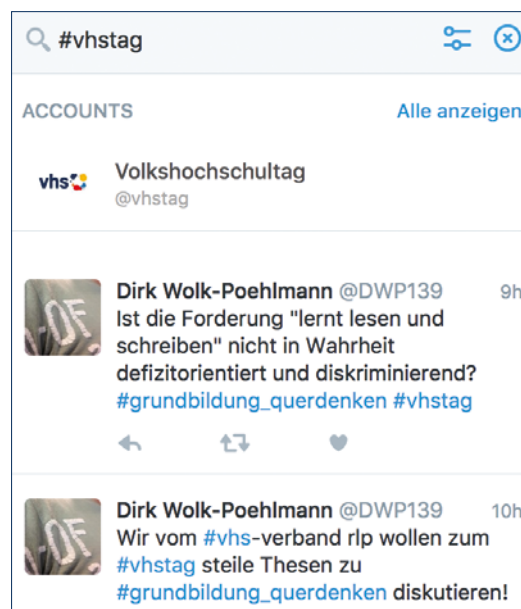 #vhstag
ACCOUNTS Alle anzeigen
vhs
Volkshochschultag
@vhstag
Dirk Wolk-Poehlmann @DWP139 9h
Ist die Forderung "lernt lesen und
schreiben" nicht in Wahrheit
defizitorientiert und diskriminierend?
#grundbildung_querdenken #vhstag
Dirk Wolk-Poehlmann @DWP139 10h
Wir vom #vhs-verband rlp wollen zum
#vhstag steile Thesen zu
#grundbildung_querdenken diskutieren!